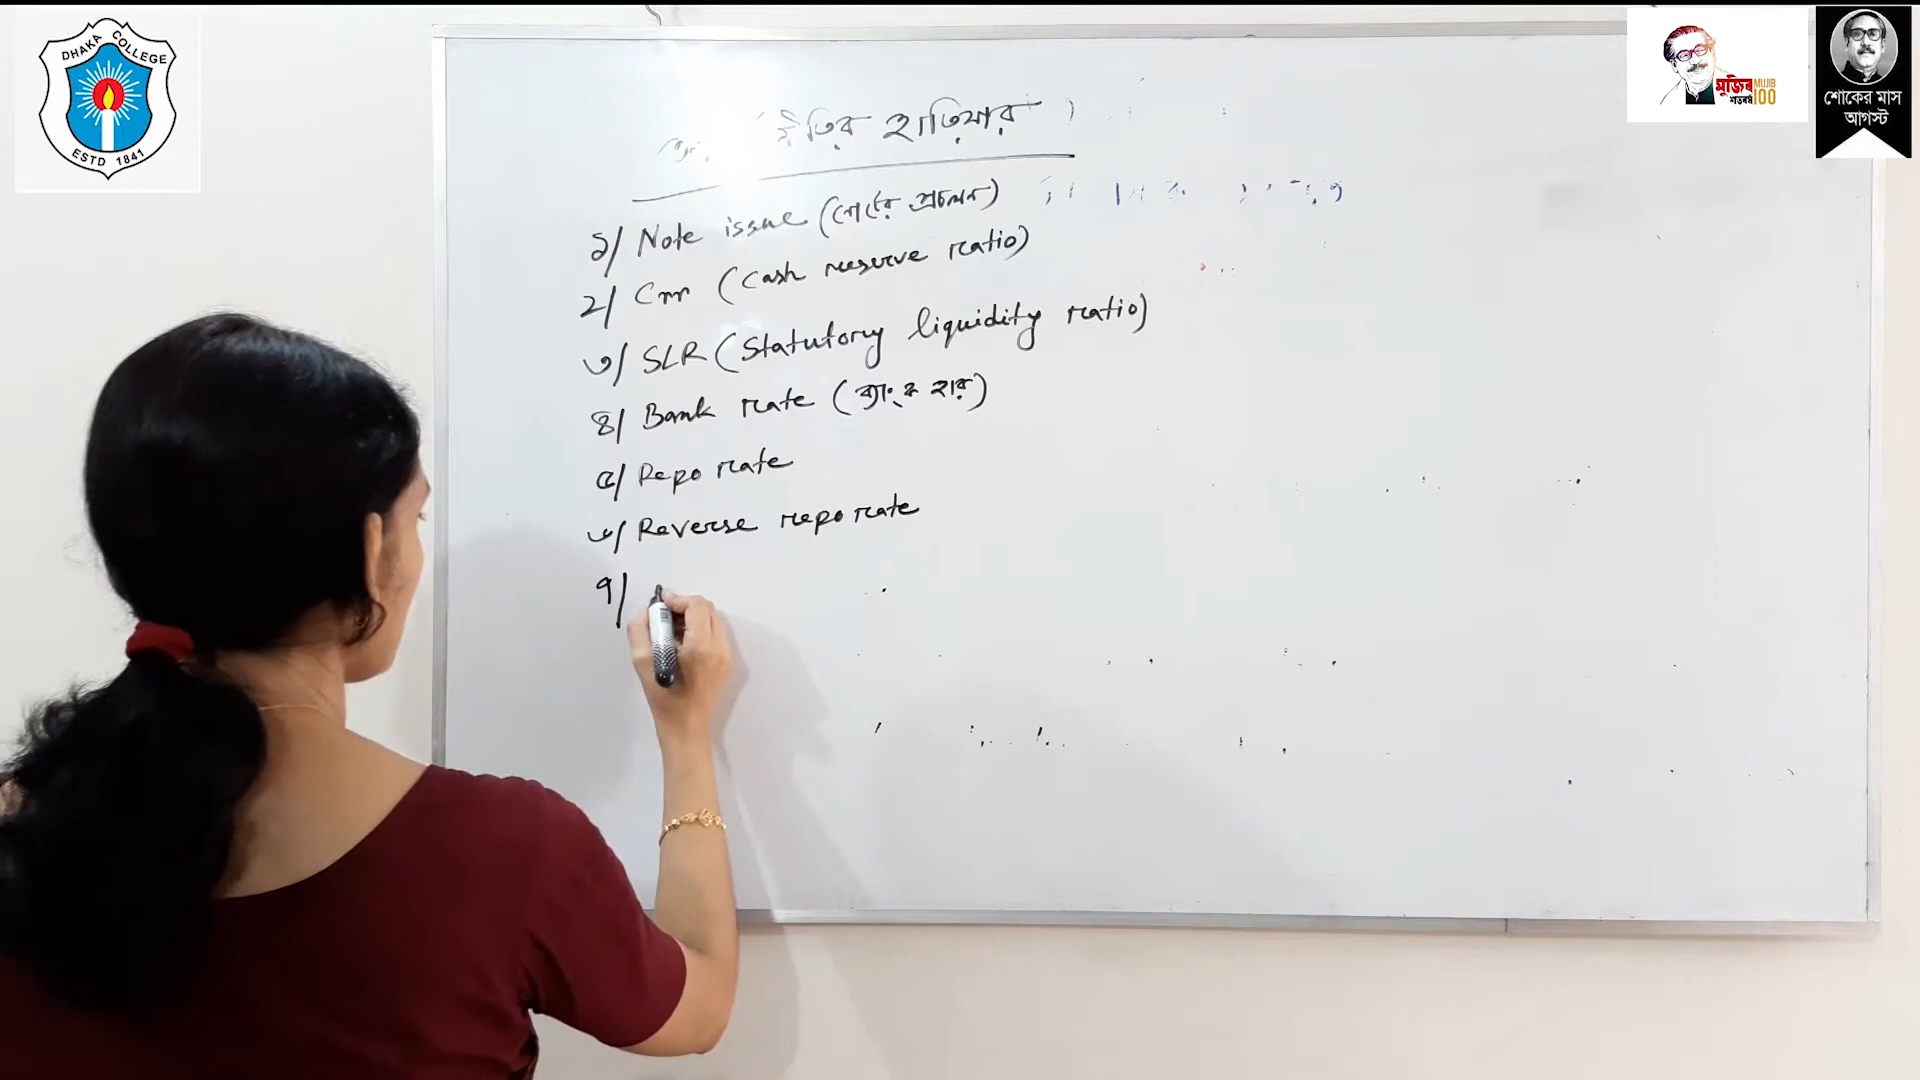 DHAKA COLLEGE
ESTD 1841
মুজিব MUJIB
শতবর্ষ 100
শোকের মাস
আগস্ট
নীতির হাতিয়ার
১/ Note issue (নোটের প্রচলন)
২/ Crr (Cash reserve ratio)
৩/ SLR (Statutory liquidity ratio)
৪/ Bank rate (ব্যাংক হার)
৫/ Repo rate
৬/ Reverse repo rate
৭/